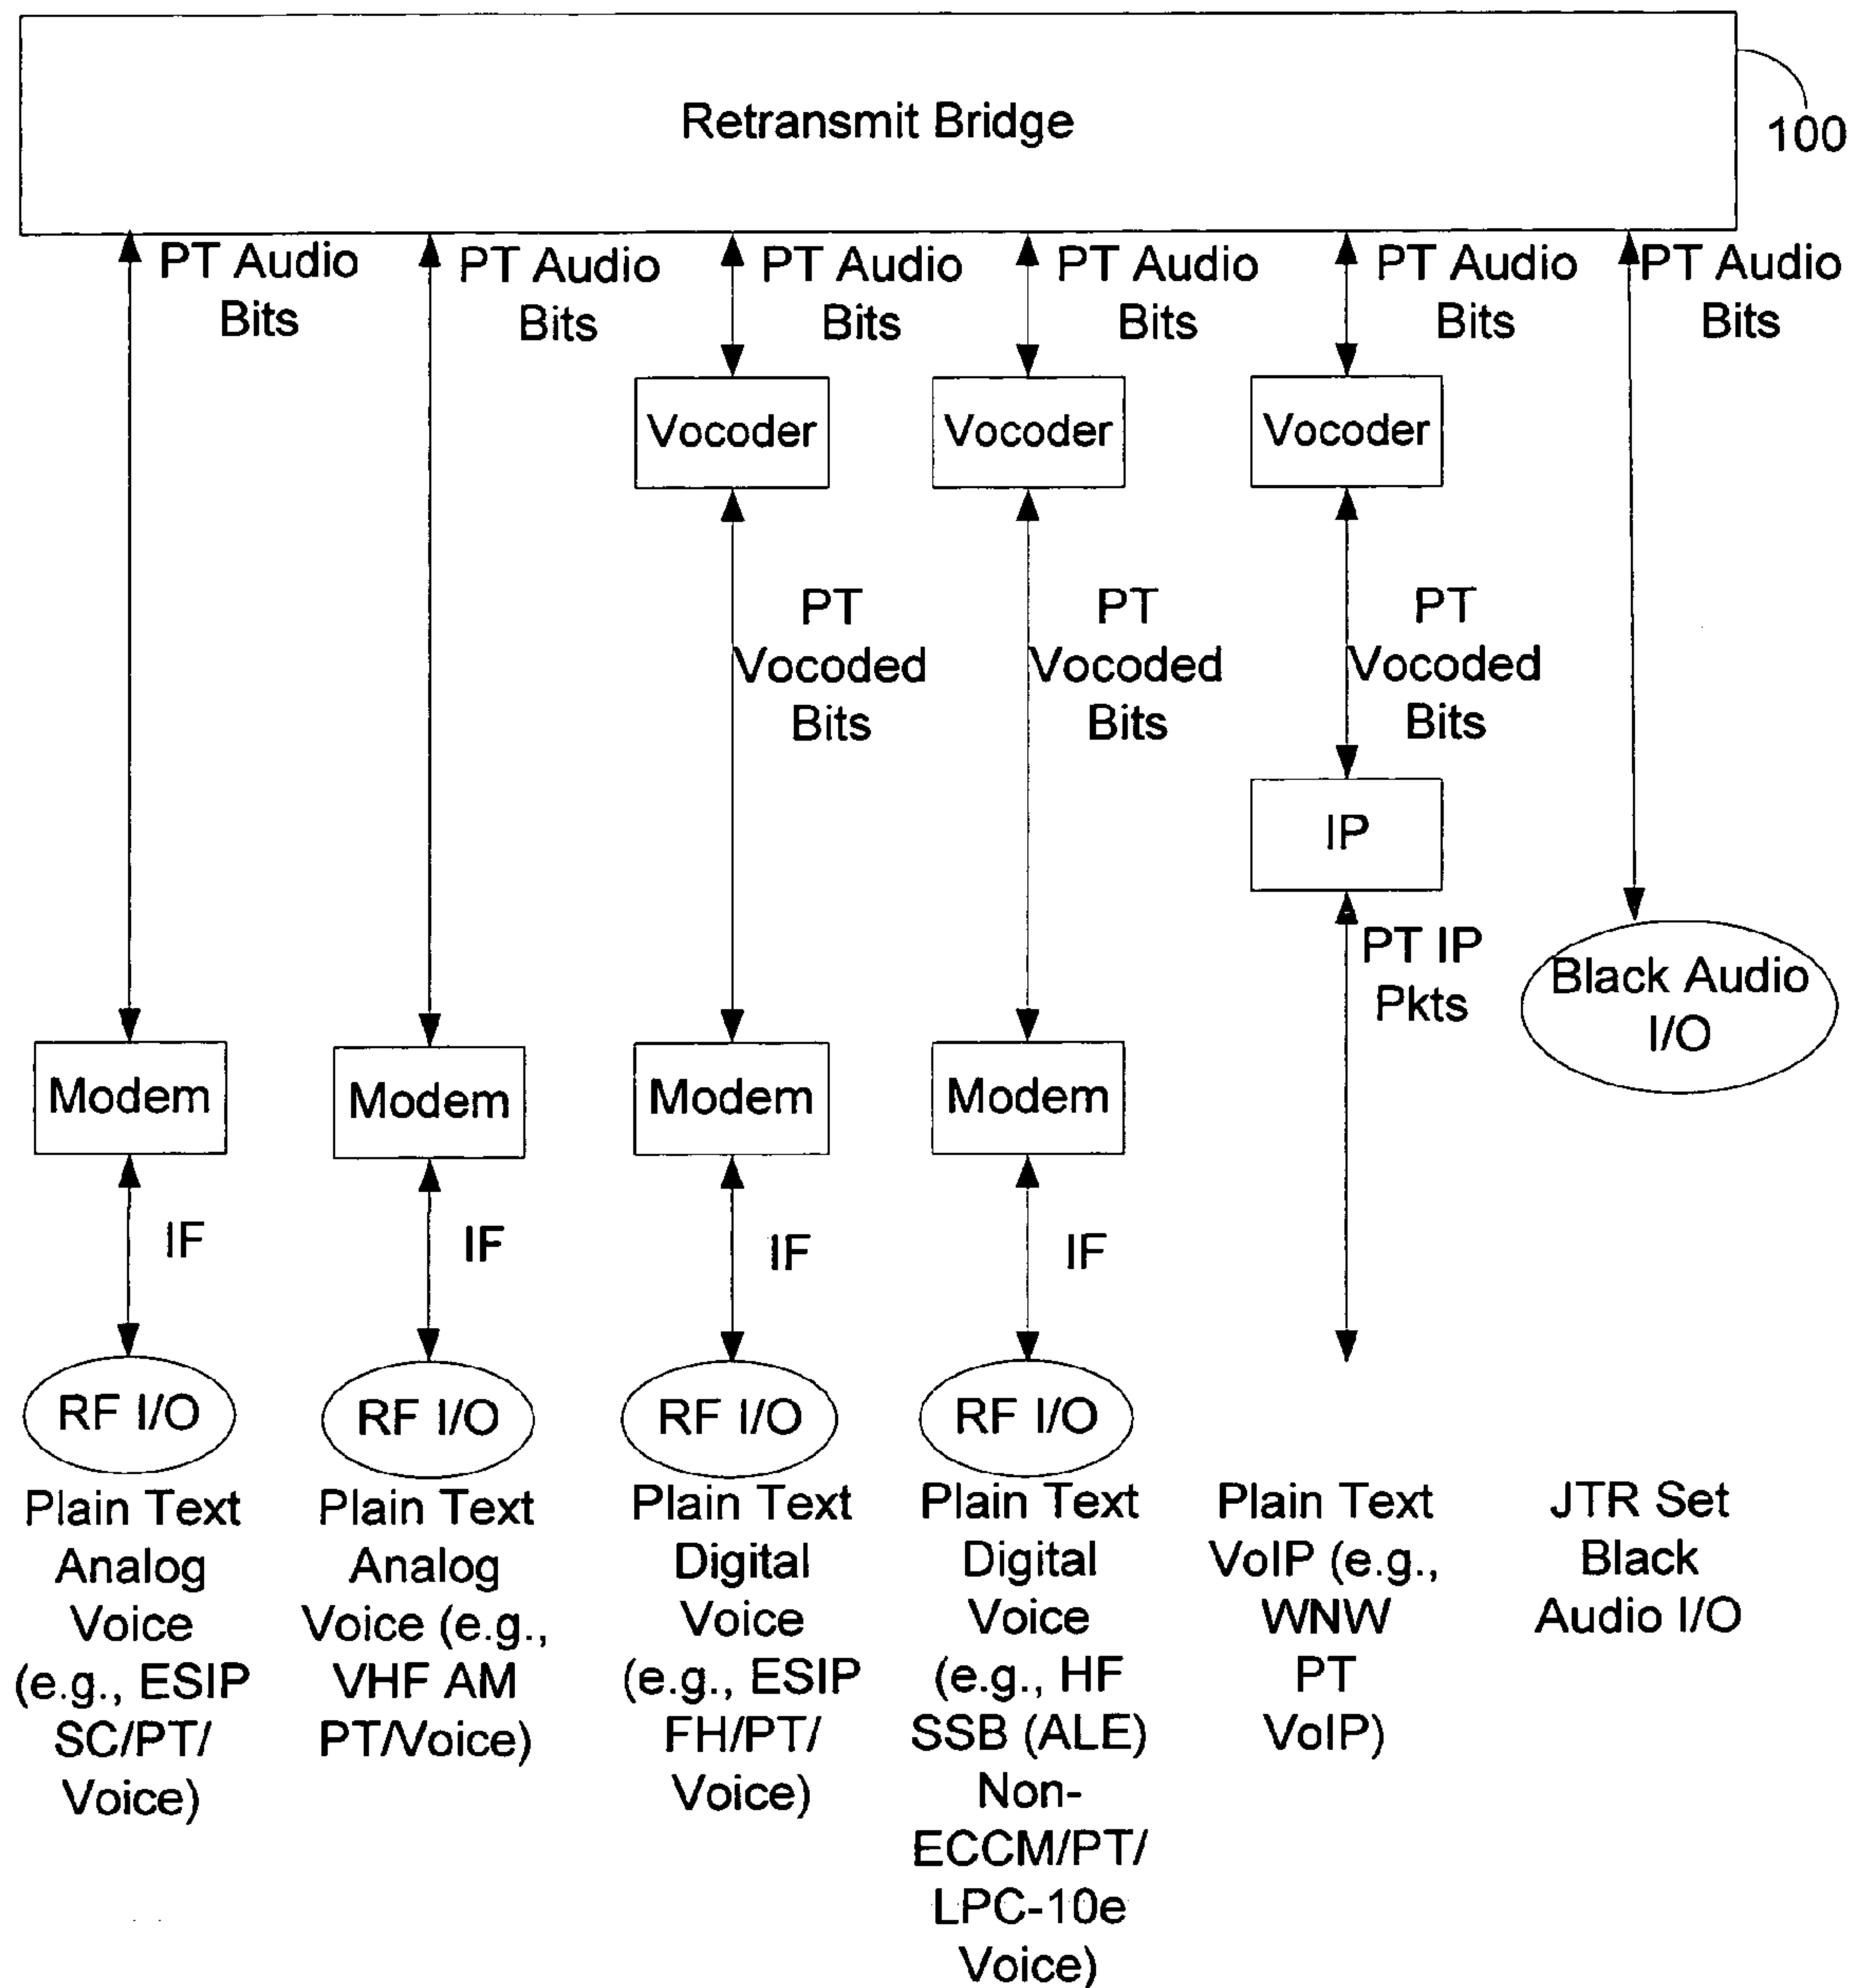 Retransmit Bridge
100
PT Audio
Bits
PT Audio
Bits
PT Audio
Bits
PT Audio
Bits
PT Audio
Bits
PT Audio
Bits
Vocoder
Vocoder
Vocoder
PT
Vocoded
Bits
PT
Vocoded
Bits
PT
Vocoded
Bits
IP
PT IP
Pkts
Black Audio
I/O
Modem
Modem
Modem
Modem
IF
IF
IF
IF
RF I/O
RF I/O
RF I/O
RF I/O
Plain Text
Analog
Voice
(e.g., ESIP
SC/PT/
Voice)
Plain Text
Analog
Voice (e.g.,
VHF AM
PT/Voice)
Plain Text
Digital
Voice
(e.g., ESIP
FH/PT/
Voice)
Plain Text
Digital
Voice
(e.g., HF
SSB (ALE)
Non-
ECCM/PT/
LPC-10e
Voice)
Plain Text
VoIP (e.g.,
WNW
PT
VoIP)
JTR Set
Black
Audio I/O